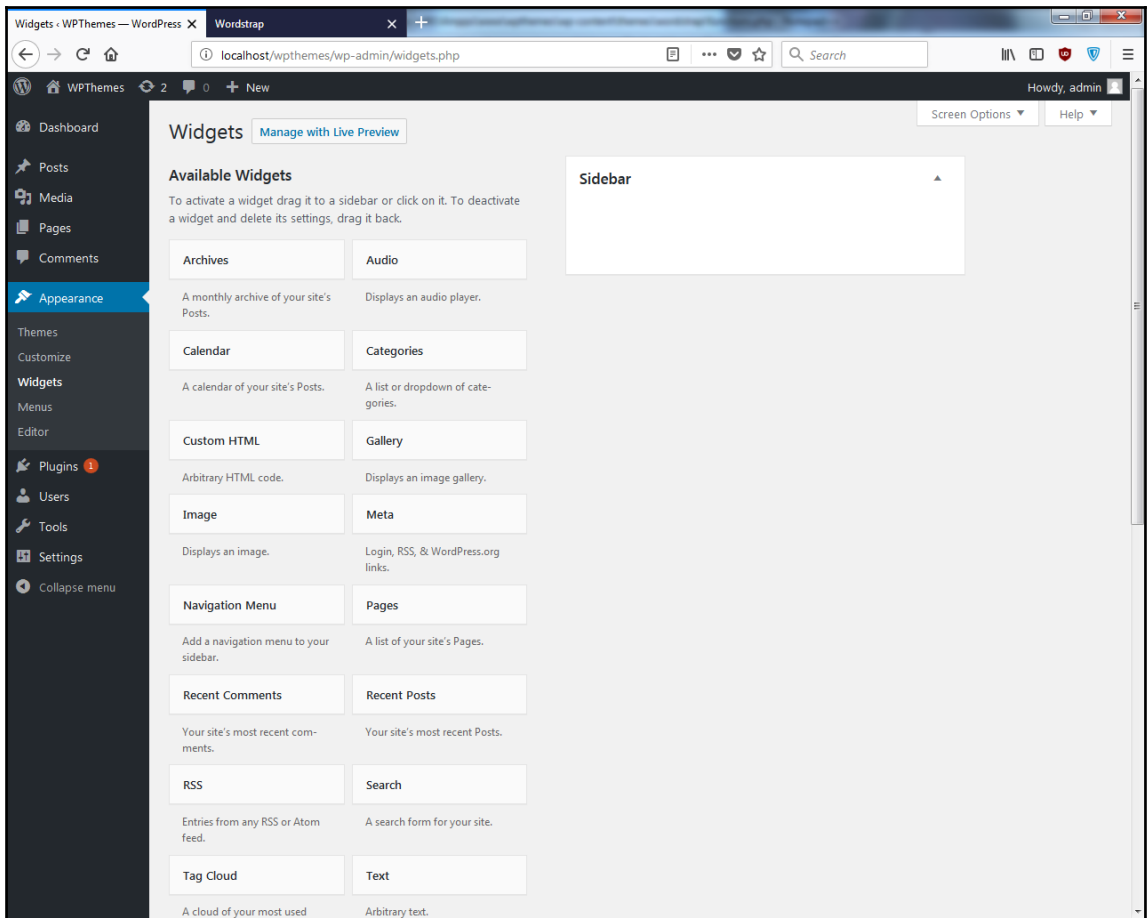 Widgets ‹ WPThemes — WordPress
Wordstrap
localhost/wpthemes/wp-admin/widgets.php
Search
WPThemes 2 0 New
Howdy, admin
Dashboard
Posts
Media
Pages
Comments
Appearance
Themes
Customize
Widgets
Menus
Editor
Plugins 1
Users
Tools
Settings
Collapse menu
Screen Options
Help
Widgets Manage with Live Preview
Available Widgets
To activate a widget drag it to a sidebar or click on it. To deactivate
a widget and delete its settings, drag it back.
Archives
A monthly archive of your site's
Posts.
Audio
Displays an audio player.
Calendar
A calendar of your site's Posts.
Categories
A list or dropdown of cate-
gories.
Custom HTML
Arbitrary HTML code.
Gallery
Displays an image gallery.
Image
Displays an image.
Meta
Login, RSS, & WordPress.org
links.
Navigation Menu
Add a navigation menu to your
sidebar.
Pages
A list of your site's Pages.
Recent Comments
Your site's most recent com-
ments.
Recent Posts
Your site's most recent Posts.
RSS
Entries from any RSS or Atom
feed.
Search
A search form for your site.
Tag Cloud
A cloud of your most used
Text
Arbitrary text.
Sidebar